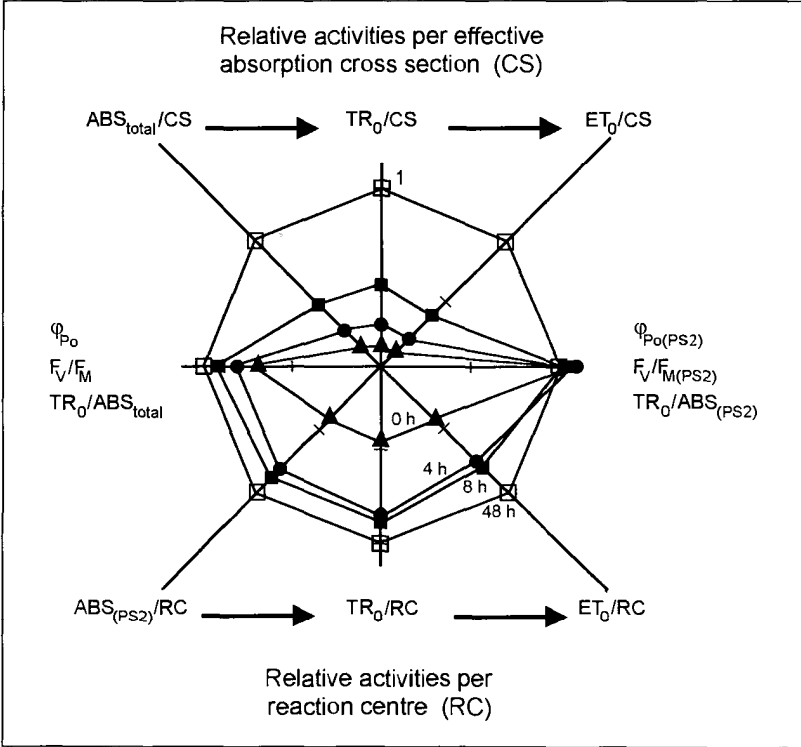 Relative activities per effective
absorption cross section (CS)
ABS_total/CS TR_0/CS ET_0/CS
1
φ_Po
F_V/F_M
TR_0/ABS_total
φ_Po(PS2)
F_V/F_M(PS2)
TR_0/ABS_(PS2)
0 h
4 h
8 h
48 h
ABS_(PS2)/RC TR_0/RC ET_0/RC
Relative activities per
reaction centre (RC)